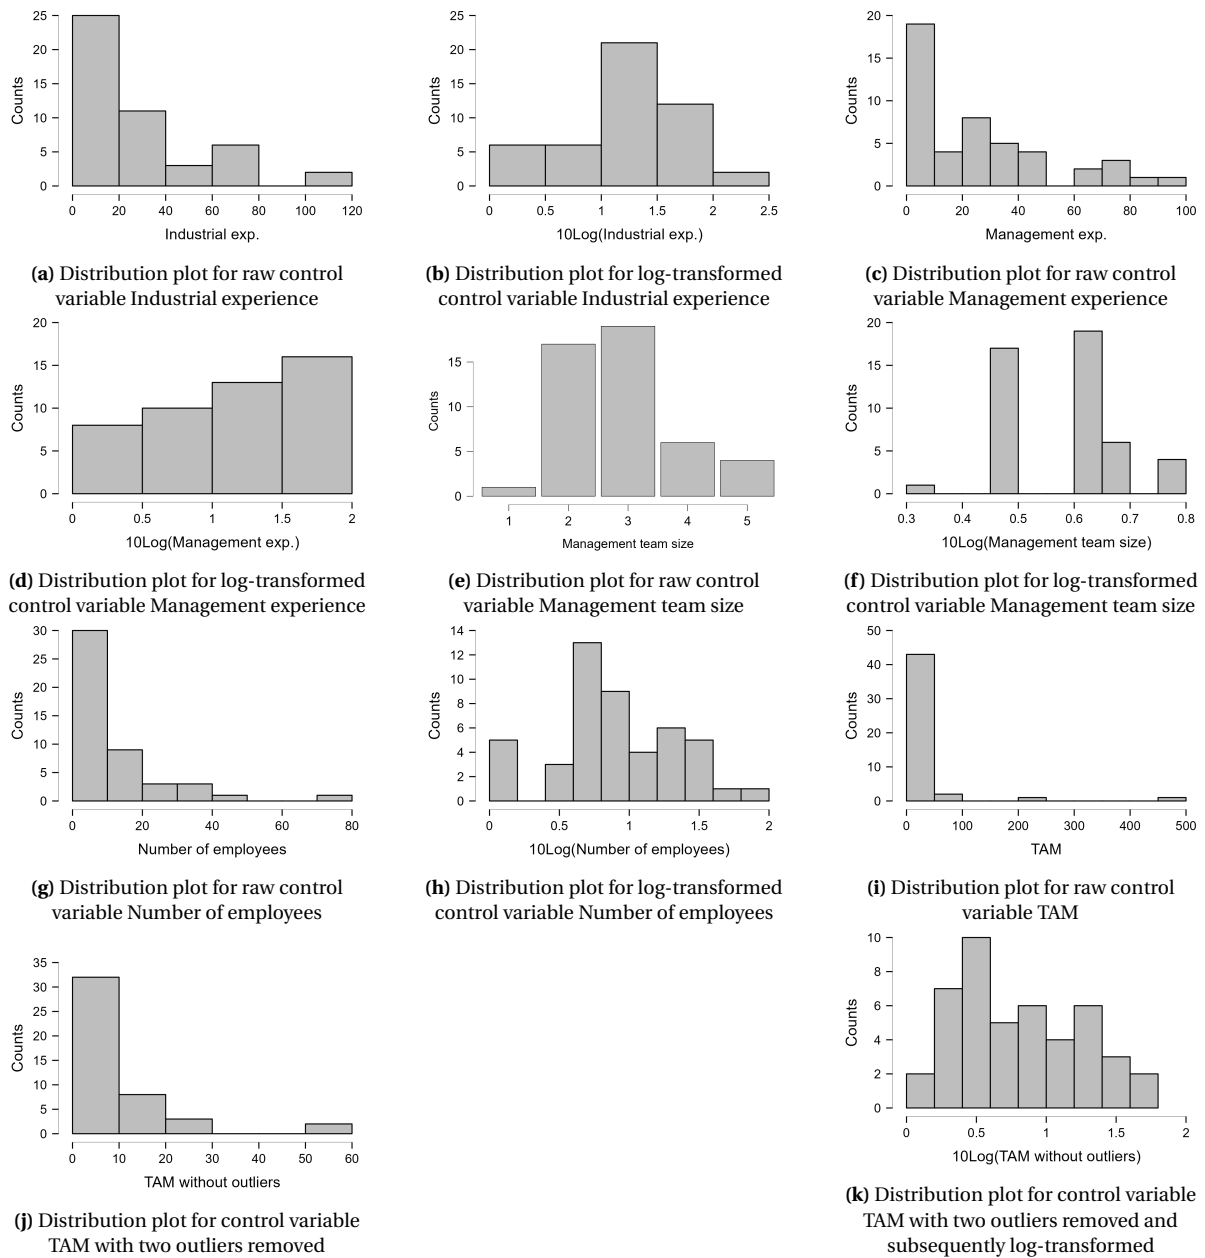 25
20
15
10
5
0
Counts
0 20 40 60 80 100 120
Industrial exp.
(a) Distribution plot for raw control
variable Industrial experience
25
20
15
10
5
0
Counts
0 0.5 1 1.5 2 2.5
10Log(Industrial exp.)
(b) Distribution plot for log-transformed
control variable Industrial experience
20
15
10
5
0
Counts
0 20 40 60 80 100
Management exp.
(c) Distribution plot for raw control
variable Management experience
20
15
10
5
0
Counts
0 0.5 1 1.5 2
10Log(Management exp.)
(d) Distribution plot for log-transformed
control variable Management experience
15
10
5
0
Counts
1 2 3 4 5
Management team size
(e) Distribution plot for raw control
variable Management team size
20
15
10
5
0
Counts
0.3 0.4 0.5 0.6 0.7 0.8
10Log(Management team size)
(f) Distribution plot for log-transformed
control variable Management team size
30
25
20
15
10
5
0
Counts
0 20 40 60 80
Number of employees
(g) Distribution plot for raw control
variable Number of employees
14
12
10
8
6
4
2
0
Counts
0 0.5 1 1.5 2
10Log(Number of employees)
(h) Distribution plot for log-transformed
control variable Number of employees
50
40
30
20
10
0
Counts
0 100 200 300 400 500
TAM
(i) Distribution plot for raw control
variable TAM
35
30
25
20
15
10
5
0
Counts
0 10 20 30 40 50 60
TAM without outliers
(j) Distribution plot for control variable
TAM with two outliers removed
10
8
6
4
2
0
Counts
0 0.5 1 1.5 2
10Log(TAM without outliers)
(k) Distribution plot for control variable
TAM with two outliers removed and
subsequently log-transformed